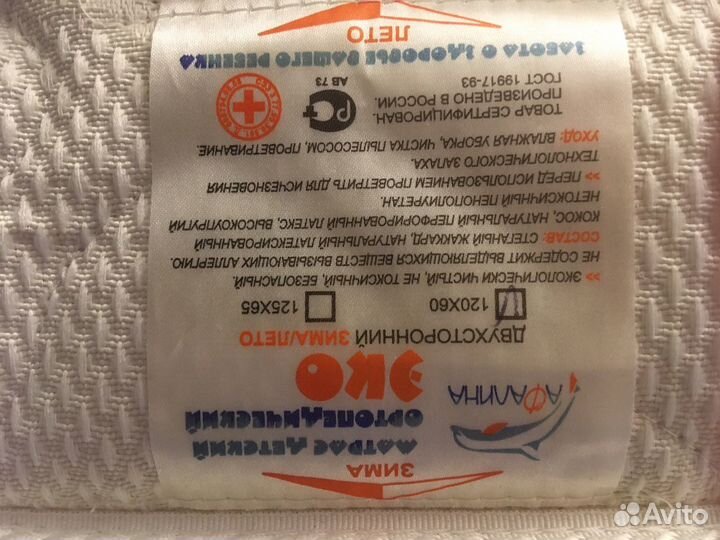 ЗИМА
МАТРАС ДЕТСКИЙ
ОРТОПЕДИЧЕСКИЙ
АФАЛИНА
ЭКО
ДВУХСТОРОННИЙ ЗИМА/ЛЕТО
120Х60 125Х65
>> ЭКОЛОГИЧЕСКИ ЧИСТЫЙ, НЕ ТОКСИЧНЫЙ, БЕЗОПАСНЫЙ.
НЕ СОДЕРЖИТ ВЫДЕЛЯЮЩИХСЯ ВЕЩЕСТВ ВЫЗЫВАЮЩИХ АЛЛЕРГИЮ.
СОСТАВ: СТЕГАНЫЙ ЖАККАРД, НАТУРАЛЬНЫЙ ЛАТЕКСИРОВАННЫЙ
КОКОС, НАТУРАЛЬНЫЙ ПЕРФОРИРОВАННЫЙ ЛАТЕКС, ВЫСОКОУПРУГИЙ
НЕТОКСИЧНЫЙ ПЕНОПОЛИУРЕТАН.
>> ПЕРЕД ИСПОЛЬЗОВАНИЕМ ПРОВЕТРИТЬ ДЛЯ ИСЧЕЗНОВЕНИЯ
ТЕХНОЛОГИЧЕСКОГО ЗАПАХА.
УХОД: ВЛАЖНАЯ УБОРКА, ЧИСТКА ПЫЛЕСОСОМ, ПРОВЕТРИВАНИЕ.
ТОВАР СЕРТИФИЦИРОВАН.
ПРОИЗВЕДЕНО В РОССИИ.
ГОСТ 19917-93
РСТ
АВ 73
ЗАБОТА О ЗДОРОВЬЕ ВАШЕГО РЕБЕНКА
ЛЕТО
Avito